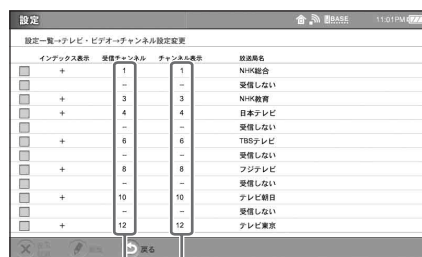 設定 BASE 11:01PM
設定一覧→テレビ・ビデオ→チャンネル設定変更
インデックス表示 受信チャンネル チャンネル表示 放送局名
+ 1 1 NHK総合
− − 受信しない
+ 3 3 NHK教育
+ 4 4 日本テレビ
− − 受信しない
+ 6 6 TBSテレビ
− − 受信しない
+ 8 8 フジテレビ
− − 受信しない
+ 10 10 テレビ朝日
− − 受信しない
+ 12 12 テレビ東京
戻る